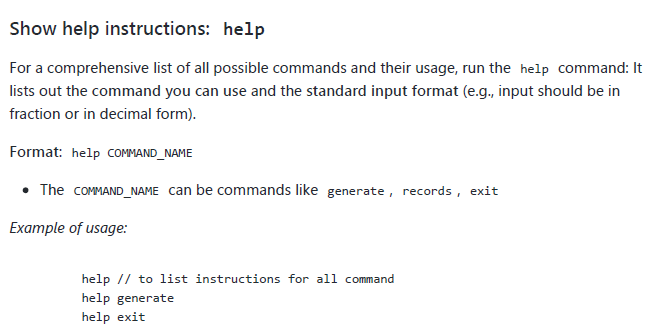 Show help instructions: help
For a comprehensive list of all possible commands and their usage, run the help command: It
lists out the command you can use and the standard input format (e.g., input should be in
fraction or in decimal form).
Format: help COMMAND_NAME
• The COMMAND_NAME can be commands like generate , records , exit
Example of usage:
help // to list instructions for all command
help generate
help exit